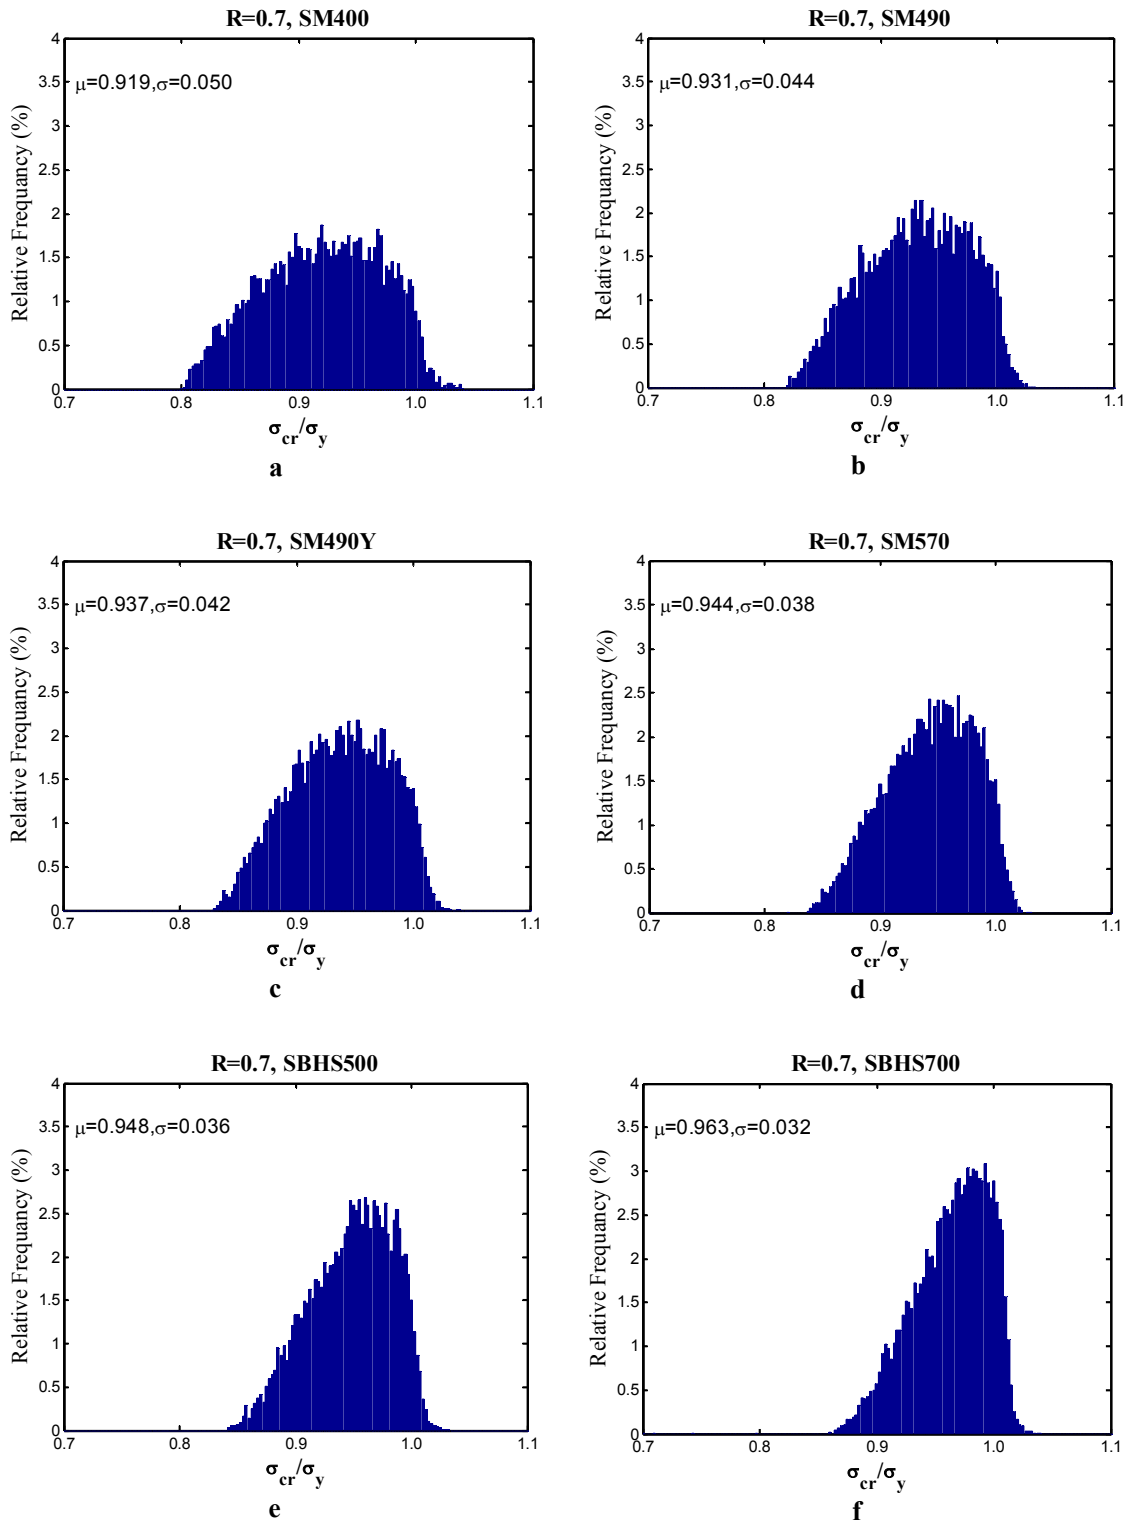 R=0.7, SM400
4
3.5
3
2.5
2
1.5
1
0.5
0
μ=0.919,σ=0.050
Relative Frequancy (%)
0.7 0.8 0.9 1.0 1.1
σcr/σy
a
R=0.7, SM490
4
3.5
3
2.5
2
1.5
1
0.5
0
μ=0.931,σ=0.044
Relative Frequancy (%)
0.7 0.8 0.9 1.0 1.1
σcr/σy
b
R=0.7, SM490Y
4
3.5
3
2.5
2
1.5
1
0.5
0
μ=0.937,σ=0.042
Relative Frequancy (%)
0.7 0.8 0.9 1.0 1.1
σcr/σy
c
R=0.7, SM570
4
3.5
3
2.5
2
1.5
1
0.5
0
μ=0.944,σ=0.038
Relative Frequancy (%)
0.7 0.8 0.9 1.0 1.1
σcr/σy
d
R=0.7, SBHS500
4
3.5
3
2.5
2
1.5
1
0.5
0
μ=0.948,σ=0.036
Relative Frequancy (%)
0.7 0.8 0.9 1.0 1.1
σcr/σy
e
R=0.7, SBHS700
4
3.5
3
2.5
2
1.5
1
0.5
0
μ=0.963,σ=0.032
Relative Frequancy (%)
0.7 0.8 0.9 1.0 1.1
σcr/σy
f